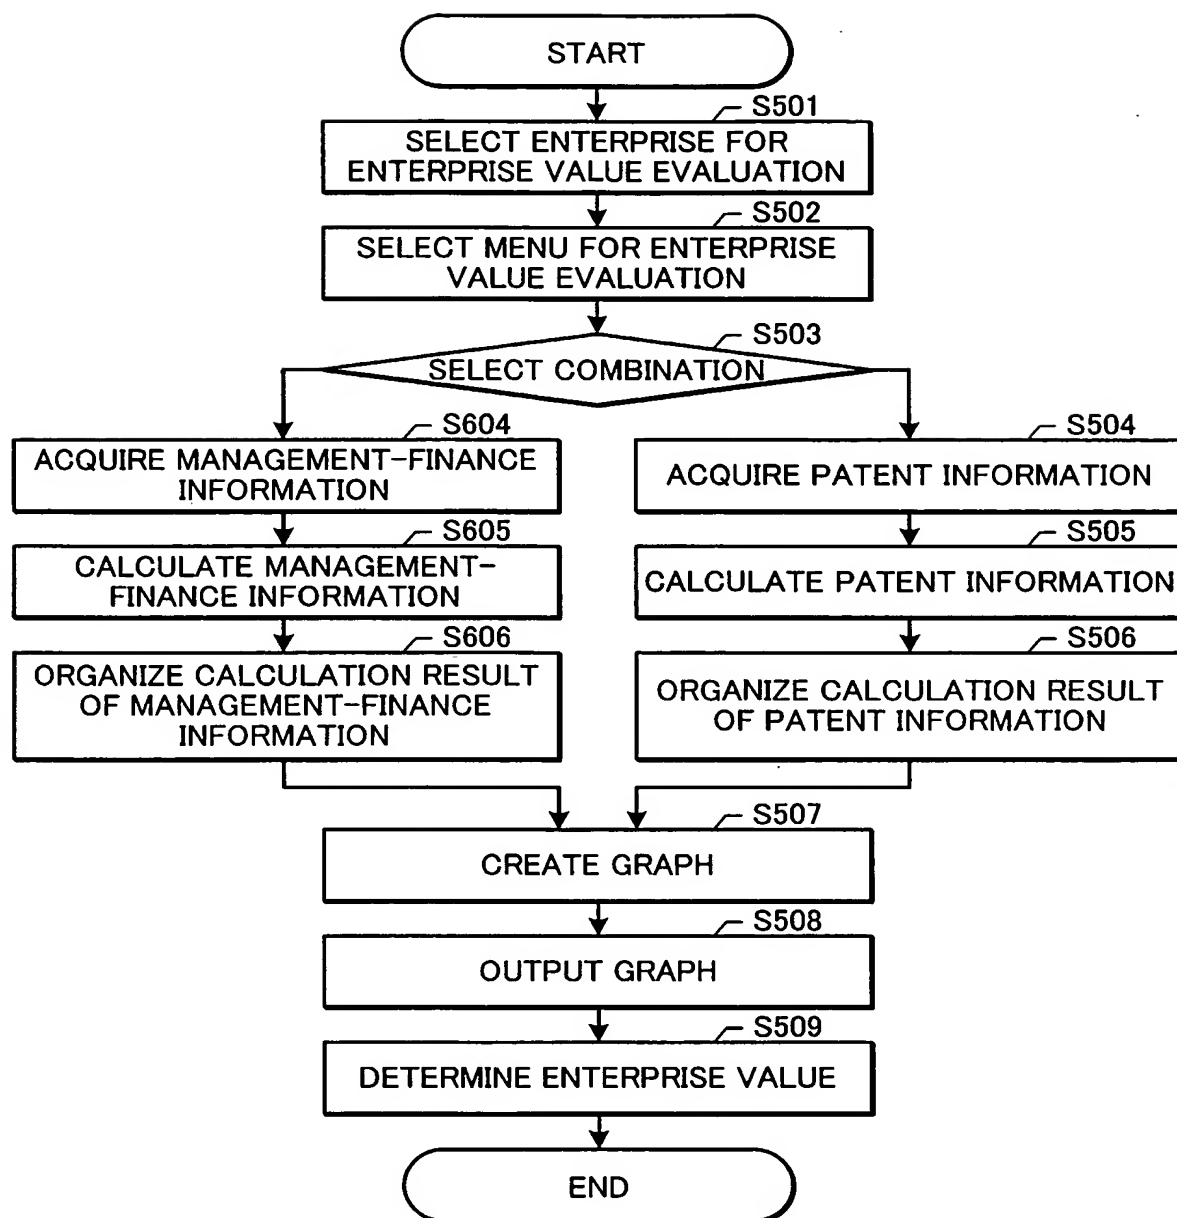 START
S501
SELECT ENTERPRISE FOR
ENTERPRISE VALUE EVALUATION
S502
SELECT MENU FOR ENTERPRISE
VALUE EVALUATION
S503
SELECT COMBINATION
S604
ACQUIRE MANAGEMENT-FINANCE
INFORMATION
S605
CALCULATE MANAGEMENT-
FINANCE INFORMATION
S606
ORGANIZE CALCULATION RESULT
OF MANAGEMENT-FINANCE
INFORMATION
S504
ACQUIRE PATENT INFORMATION
S505
CALCULATE PATENT INFORMATION
S506
ORGANIZE CALCULATION RESULT
OF PATENT INFORMATION
S507
CREATE GRAPH
S508
OUTPUT GRAPH
S509
DETERMINE ENTERPRISE VALUE
END